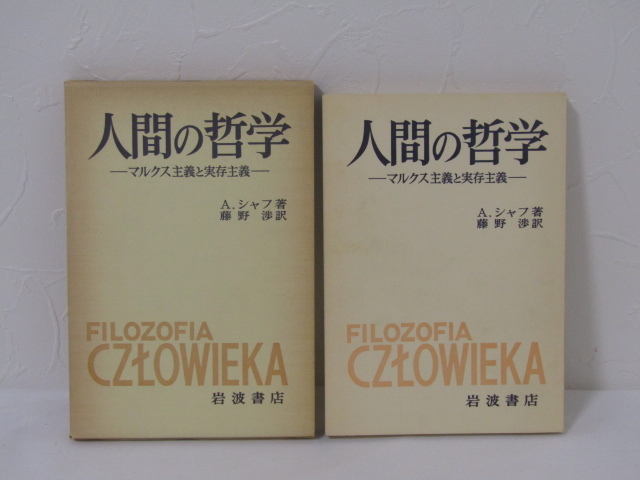 人間の哲学
―マルクス主義と実存主義―
A.シャフ著
藤野 渉訳
FILOZOFIA
CZŁOWIEKA
岩波書店
人間の哲学
―マルクス主義と実存主義―
A.シャフ著
藤野 渉訳
FILOZOFIA
CZŁOWIEKA
岩波書店